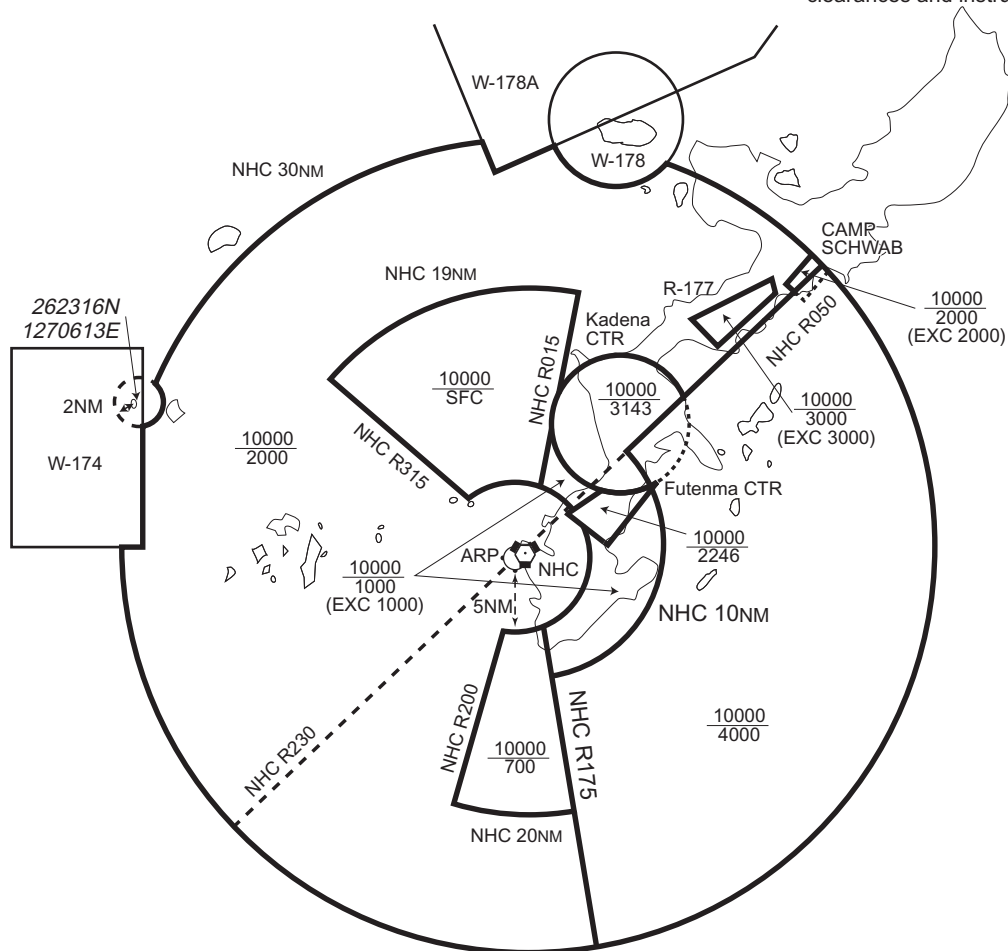 clearances and instru
W-178A
W-178
NHC 30NM
CAMP
SCHWAB
NHC 19NM
R-177
262316N
1270613E
Kadena
CTR
NHC R050
10000
2000
(EXC 2000)
NHC R015
10000
SFC
10000
3143
2NM
10000
3000
(EXC 3000)
W-174
10000
2000
NHC R315
Futenma CTR
10000
2246
ARP
NHC
10000
1000
(EXC 1000)
5NM
NHC 10NM
NHC R200
NHC R175
10000
4000
NHC R230
10000
700
NHC 20NM